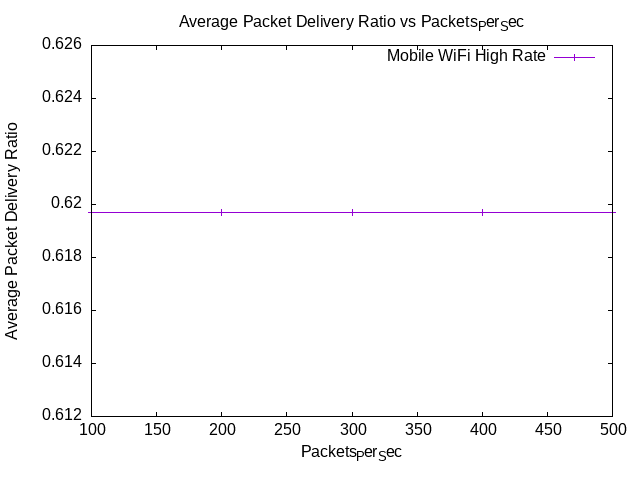 Average Packet Delivery Ratio vs PacketsPerSec
0.626
Mobile WiFi High Rate
0.624
0.622
0.62
0.618
0.616
0.614
0.612
Average Packet Delivery Ratio
100 150 200 250 300 350 400 450 500
PacketsPerSec